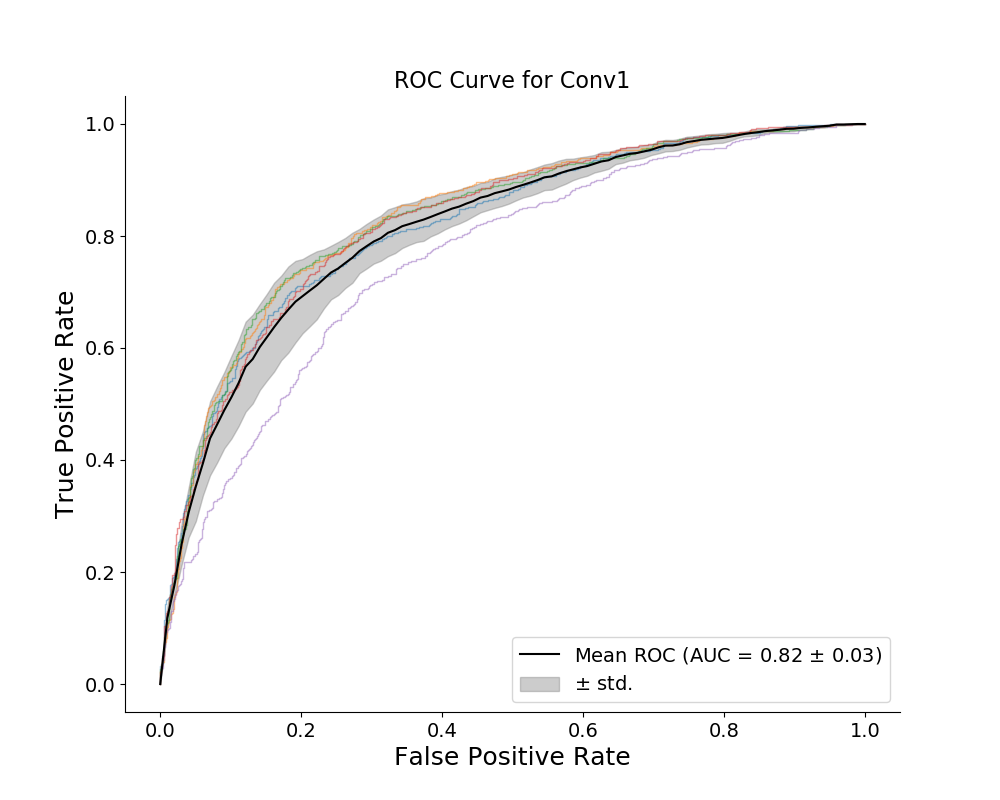 ROC Curve for Conv1
True Positive Rate
1.0
0.8
0.6
0.4
0.2
0.0
Mean ROC (AUC = 0.82 ± 0.03)
± std.
0.0 0.2 0.4 0.6 0.8 1.0
False Positive Rate